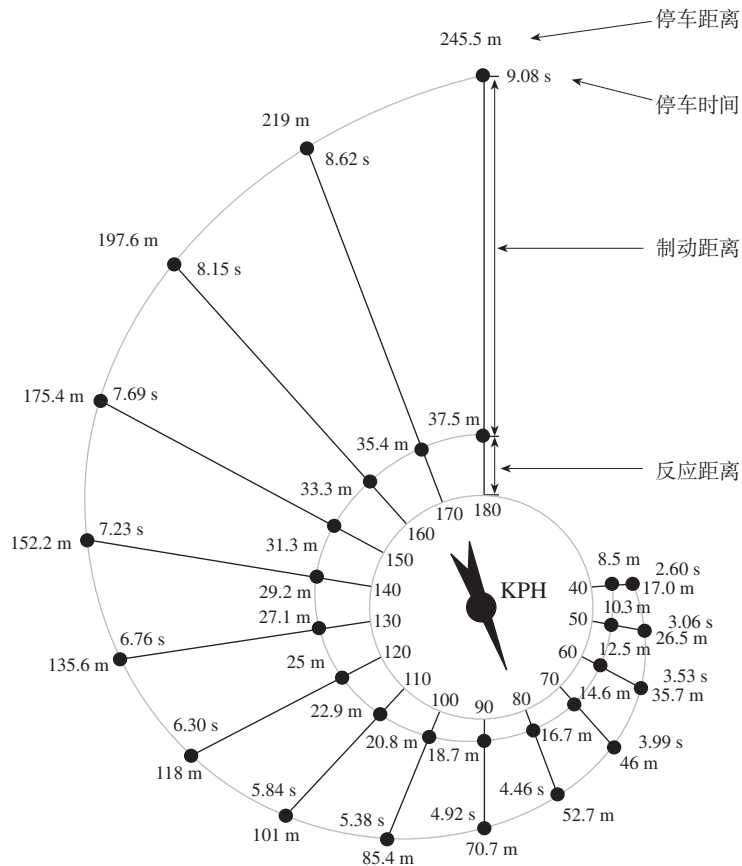 停车距离
245.5 m
9.08 s
停车时间
219 m
8.62 s
197.6 m
8.15 s
制动距离
175.4 m
7.69 s
37.5 m
35.4 m
反应距离
33.3 m
170
180
160
31.3 m
150
152.2 m
7.23 s
8.5 m
2.60 s
29.2 m
140
KPH
40
17.0 m
10.3 m
27.1 m
130
50
3.06 s
26.5 m
6.76 s
135.6 m
120
60
12.5 m
25 m
110
70
3.53 s
35.7 m
22.9 m
100
90
80
14.6 m
6.30 s
20.8 m
18.7 m
16.7 m
3.99 s
118 m
46 m
5.84 s
4.46 s
101 m
5.38 s
4.92 s
52.7 m
85.4 m
70.7 m